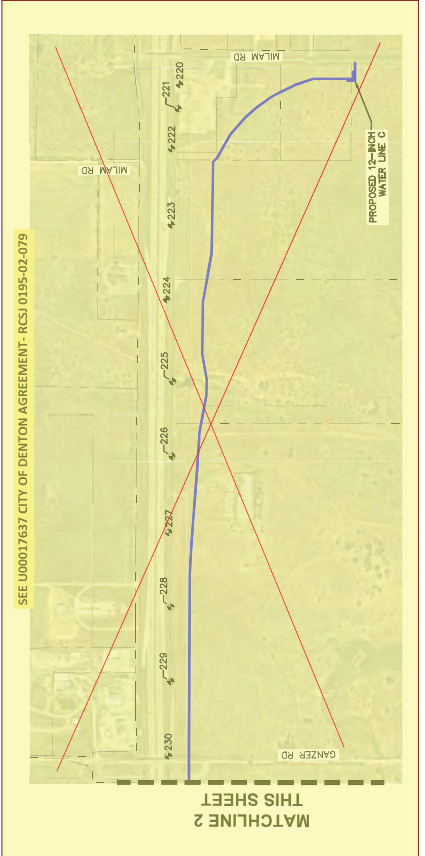 SEE U00017637 CITY OF DENTON AGREEMENT- RCSJ 0195-02-079
MILAM RD
220
221
222
MILAM RD
223
224
225
226
227
228
229
230
PROPOSED 12-INCH
WATER LINE C
GANZER RD
MATCHLINE 2
THIS SHEET